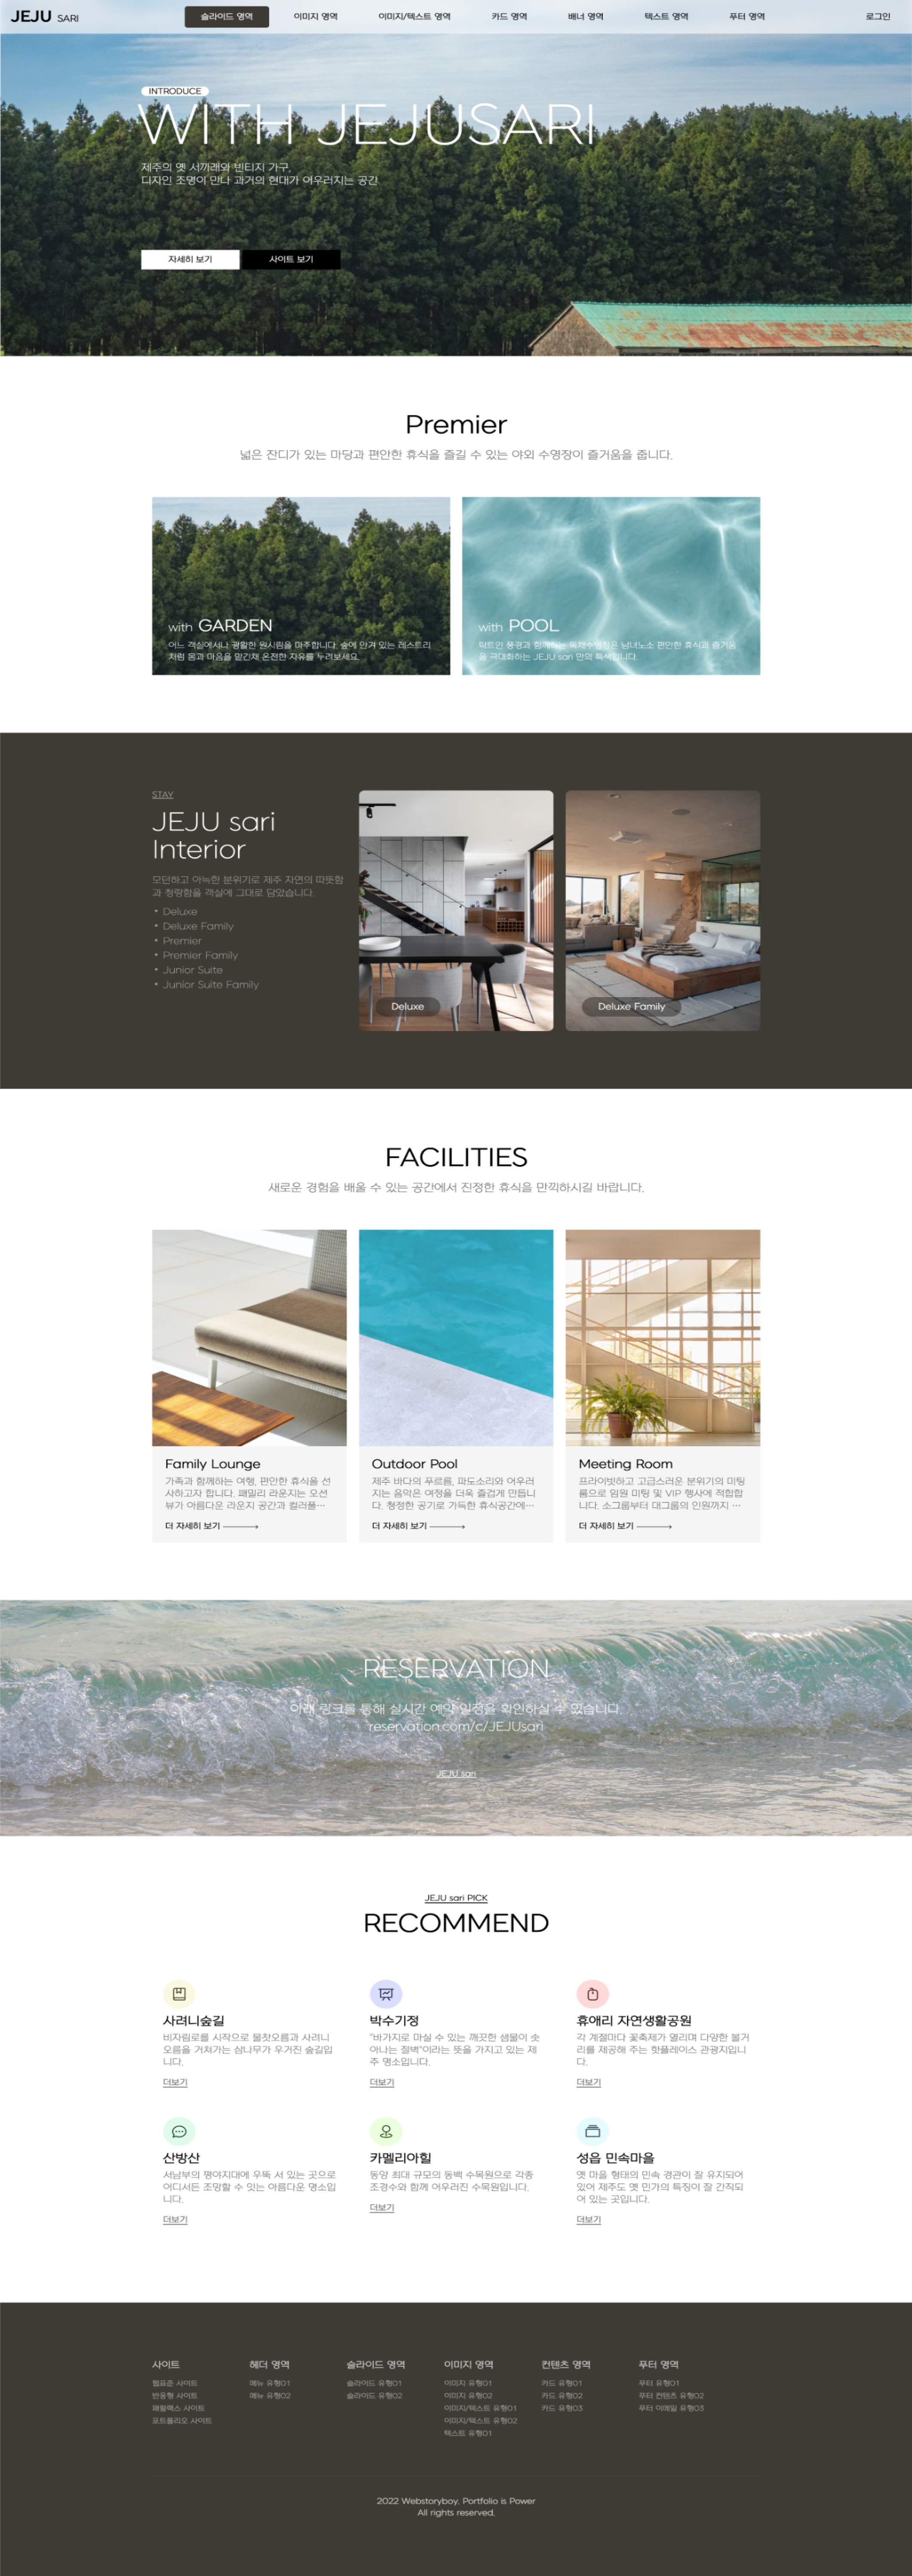 JEJU SARI
슬라이드 영역
이미지 영역
이미지/텍스트 영역
카드 영역
배너 영역
텍스트 영역
푸터 영역
로그인
INTRODUCE
WITH JEJUSARI
제주의 옛 서까래와 빈티지 가구,
디자인 조명이 만나 과거의 현대가 어우러지는 공간
자세히 보기
사이트 보기
Premier
넓은 잔디가 있는 마당과 편안한 휴식을 즐길 수 있는 야외 수영장이 즐거움을 줍니다.
with GARDEN
어느 객실에서나 광활한 원시림을 마주합니다. 숲에 안겨 있는 레스트리
처럼 몸과 마음을 맡긴채 온전한 자유를 누려보세요.
with POOL
탁트인 풍경과 함께하는 독채수영장은 남녀노소 편안한 휴식과 즐거움
을 극대화하는 JEJU sari 만의 특색입니다.
STAY
JEJU sari
Interior
모던하고 아늑한 분위기로 제주 자연의 따뜻함
과 청량함을 객실에 그대로 담았습니다.
• Deluxe
• Deluxe Family
• Premier
• Premier Family
• Junior Suite
• Junior Suite Family
Deluxe
Deluxe Family
FACILITIES
새로운 경험을 배울 수 있는 공간에서 진정한 휴식을 만끽하시길 바랍니다.
Family Lounge
가족과 함께하는 여행, 편안한 휴식을 선
사하고자 합니다. 패밀리 라운지는 오션
뷰가 아름다운 라운지 공간과 컬러풀…
더 자세히 보기
Outdoor Pool
제주 바다의 푸르름, 파도소리와 어우러
지는 음악은 여정을 더욱 즐겁게 만듭니
다. 청정한 공기로 가득한 휴식공간에…
더 자세히 보기
Meeting Room
프라이빗하고 고급스러운 분위기의 미팅
룸으로 임원 미팅 및 VIP 행사에 적합합
니다. 소그룹부터 대그룹의 인원까지 …
더 자세히 보기
RESERVATION
아래 링크를 통해 실시간 예약 일정을 확인하실 수 있습니다.
reservation.com/c/JEJUsari
JEJU sari
JEJU sari PICK
RECOMMEND
사려니숲길
비자림로를 시작으로 물찻오름과 사려니
오름을 거쳐가는 삼나무가 우거진 숲길입
니다.
더보기
박수기정
"바가지로 마실 수 있는 깨끗한 샘물이 솟
아나는 절벽"이라는 뜻을 가지고 있는 제
주 명소입니다.
더보기
휴애리 자연생활공원
각 계절마다 꽃축제가 열리며 다양한 볼거
리를 제공해 주는 핫플레이스 관광지입니
다.
더보기
산방산
서남부의 평야지대에 우뚝 서 있는 곳으로
어디서든 조망할 수 잇는 아름다운 명소입
니다.
더보기
카멜리아힐
동양 최대 규모의 동백 수목원으로 각종
조경수와 함께 어우러진 수목원입니다.
더보기
성읍 민속마을
옛 마을 형태의 민속 경관이 잘 유지되어
있어 제주도 옛 민가의 특징이 잘 간직되
어 있는 곳입니다.
더보기
사이트
웹표준 사이트
반응형 사이트
패럴랙스 사이트
포트폴리오 사이트
헤더 영역
메뉴 유형01
메뉴 유형02
슬라이드 영역
슬라이드 유형01
슬라이드 유형02
이미지 영역
이미지 유형01
이미지 유형02
이미지/텍스트 유형01
이미지/텍스트 유형02
텍스트 유형01
컨텐츠 영역
카드 유형01
카드 유형02
카드 유형03
푸터 영역
푸터 유형01
푸터 컨텐츠 유형02
푸터 이메일 유형03
2022 Webstoryboy. Portfolio is Power
All rights reserved.